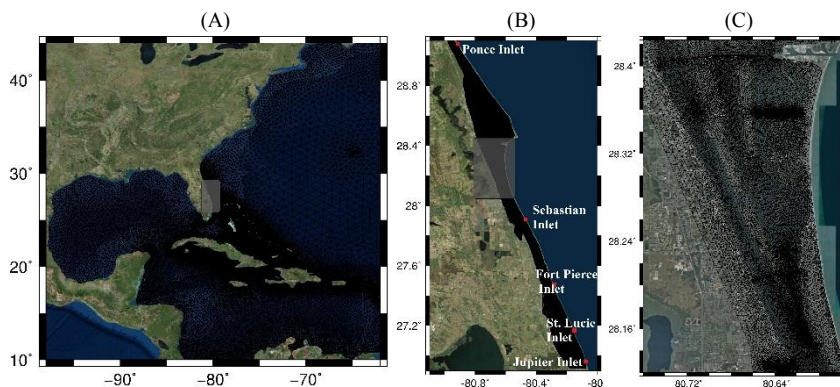 (A)
(B)
(C)
40°
30°
20°
10°
−90°
−80°
−70°
28.8°
28.4°
28°
27.6°
27.2°
-80.8°
-80.4°
-80
Ponce Inlet
Sebastian
Inlet
Fort Pierce
Inlet
St. Lucie
Inlet
Jupiter Inlet
28.4°
28.32°
28.24°
28.16°
80.72°
80.64°